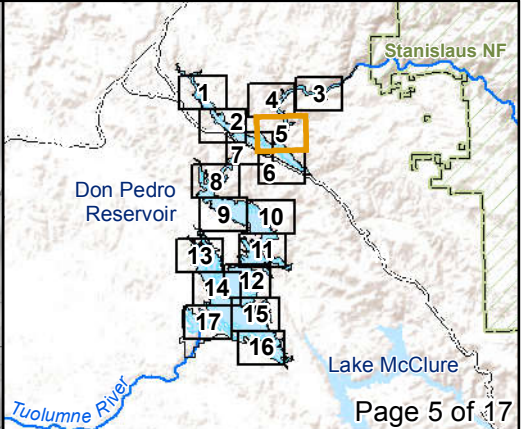 Stanislaus NF
1
4
3
2
5
7
6
8
Don Pedro
Reservoir
9
10
13
11
14
12
17
15
16
Lake McClure
Tuolumne River
Page 5 of 17